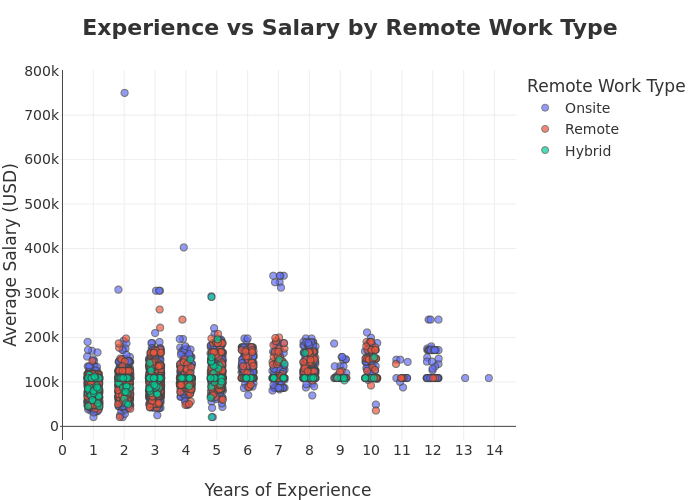 Experience vs Salary by Remote Work Type
800k
700k
600k
500k
400k
300k
200k
100k
0
Average Salary (USD)
0 1 2 3 4 5 6 7 8 9 10 11 12 13 14
Years of Experience
Remote Work Type
Onsite
Remote
Hybrid